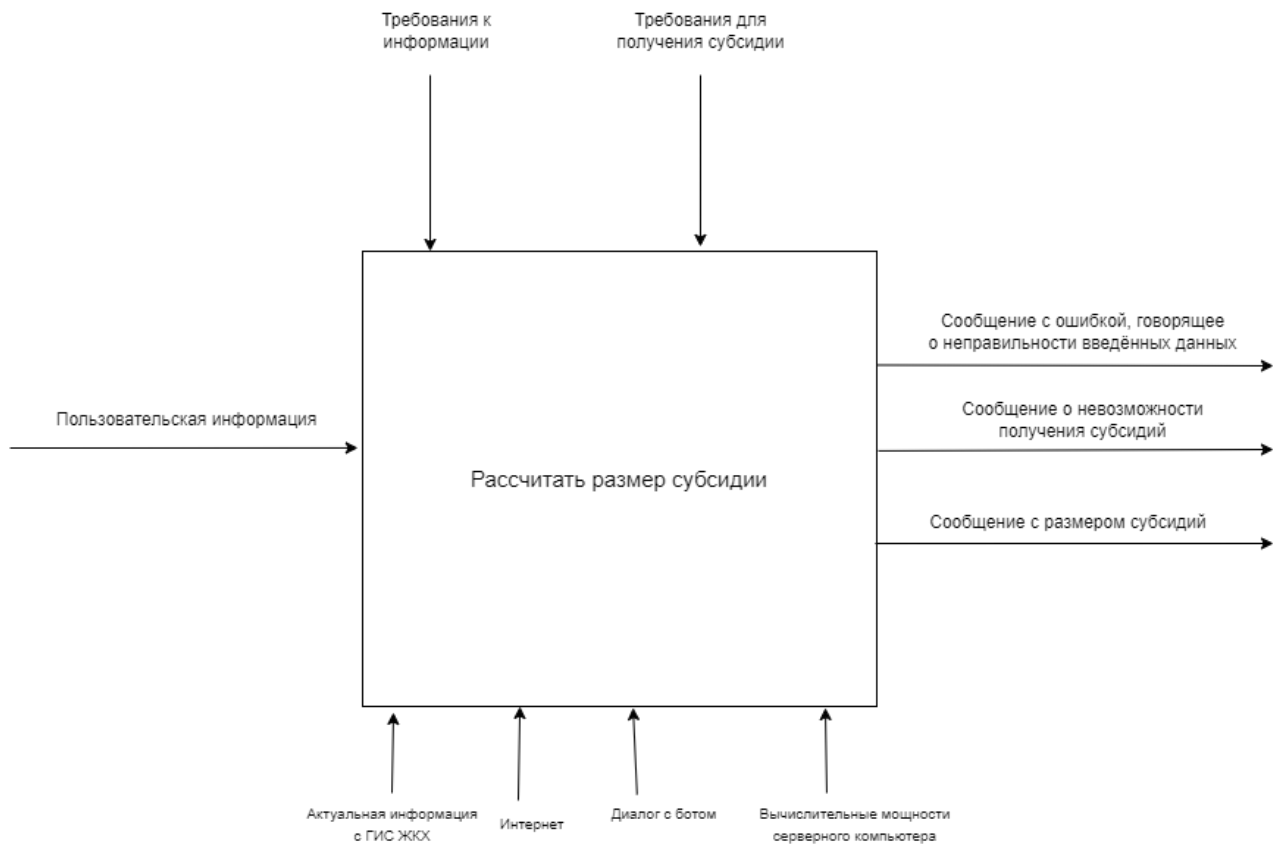 Требования к
информации
Требования для
получения субсидии
Сообщение с ошибкой, говорящее
о неправильности введённых данных
Пользовательская информация
Сообщение о невозможности
получения субсидий
Рассчитать размер субсидии
Сообщение с размером субсидий
Актуальная информация
с ГИС ЖКХ
Интернет
Диалог с ботом
Вычислительные мощности
серверного компьютера